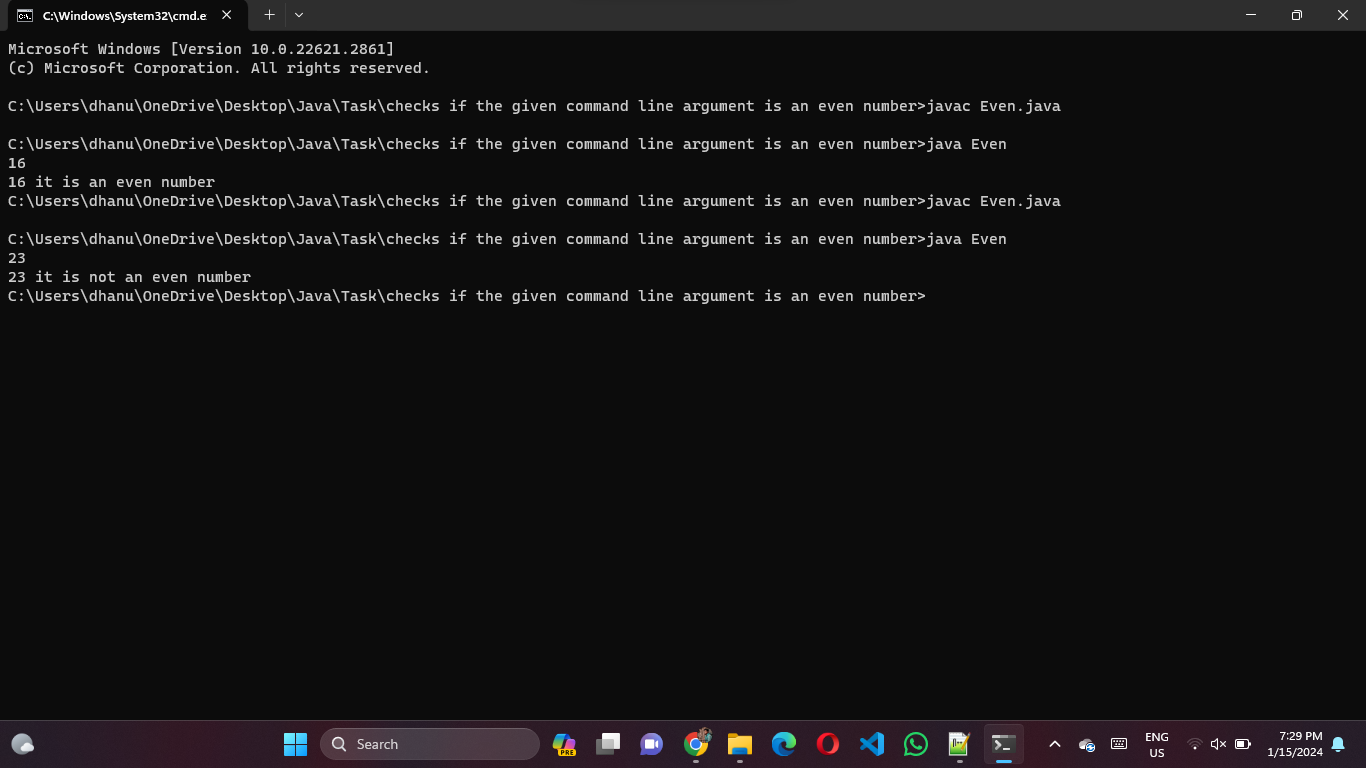 C:\Windows\System32\cmd.e
Microsoft Windows [Version 10.0.22621.2861]
(c) Microsoft Corporation. All rights reserved.
C:\Users\dhanu\OneDrive\Desktop\Java\Task\checks if the given command line argument is an even number>javac Even.java
C:\Users\dhanu\OneDrive\Desktop\Java\Task\checks if the given command line argument is an even number>java Even
16
16 it is an even number
C:\Users\dhanu\OneDrive\Desktop\Java\Task\checks if the given command line argument is an even number>javac Even.java
C:\Users\dhanu\OneDrive\Desktop\Java\Task\checks if the given command line argument is an even number>java Even
23
23 it is not an even number
C:\Users\dhanu\OneDrive\Desktop\Java\Task\checks if the given command line argument is an even number>
Search
PRE
ENG
US
7:29 PM
1/15/2024